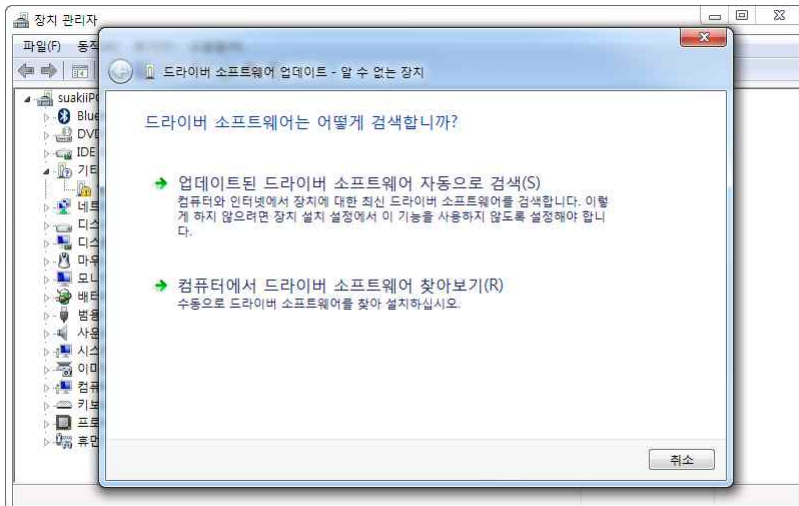 장치 관리자
파일(F) 동작
드라이버 소프트웨어 업데이트 - 알 수 없는 장치
드라이버 소프트웨어는 어떻게 검색합니까?
업데이트된 드라이버 소프트웨어 자동으로 검색(S)
컴퓨터와 인터넷에서 장치에 대한 최신 드라이버 소프트웨어를 검색합니다. 이렇
게 하지 않으려면 장치 설치 설정에서 이 기능을 사용하지 않도록 설정해야 합니
다.
컴퓨터에서 드라이버 소프트웨어 찾아보기(R)
수동으로 드라이버 소프트웨어를 찾아 설치하십시오.
취소
suakiiP
Blue
DVD
IDE
기타
네트
디스
디스
마우
모니
배터
범용
사운
시스
이미
컴퓨
키보
프로
휴먼